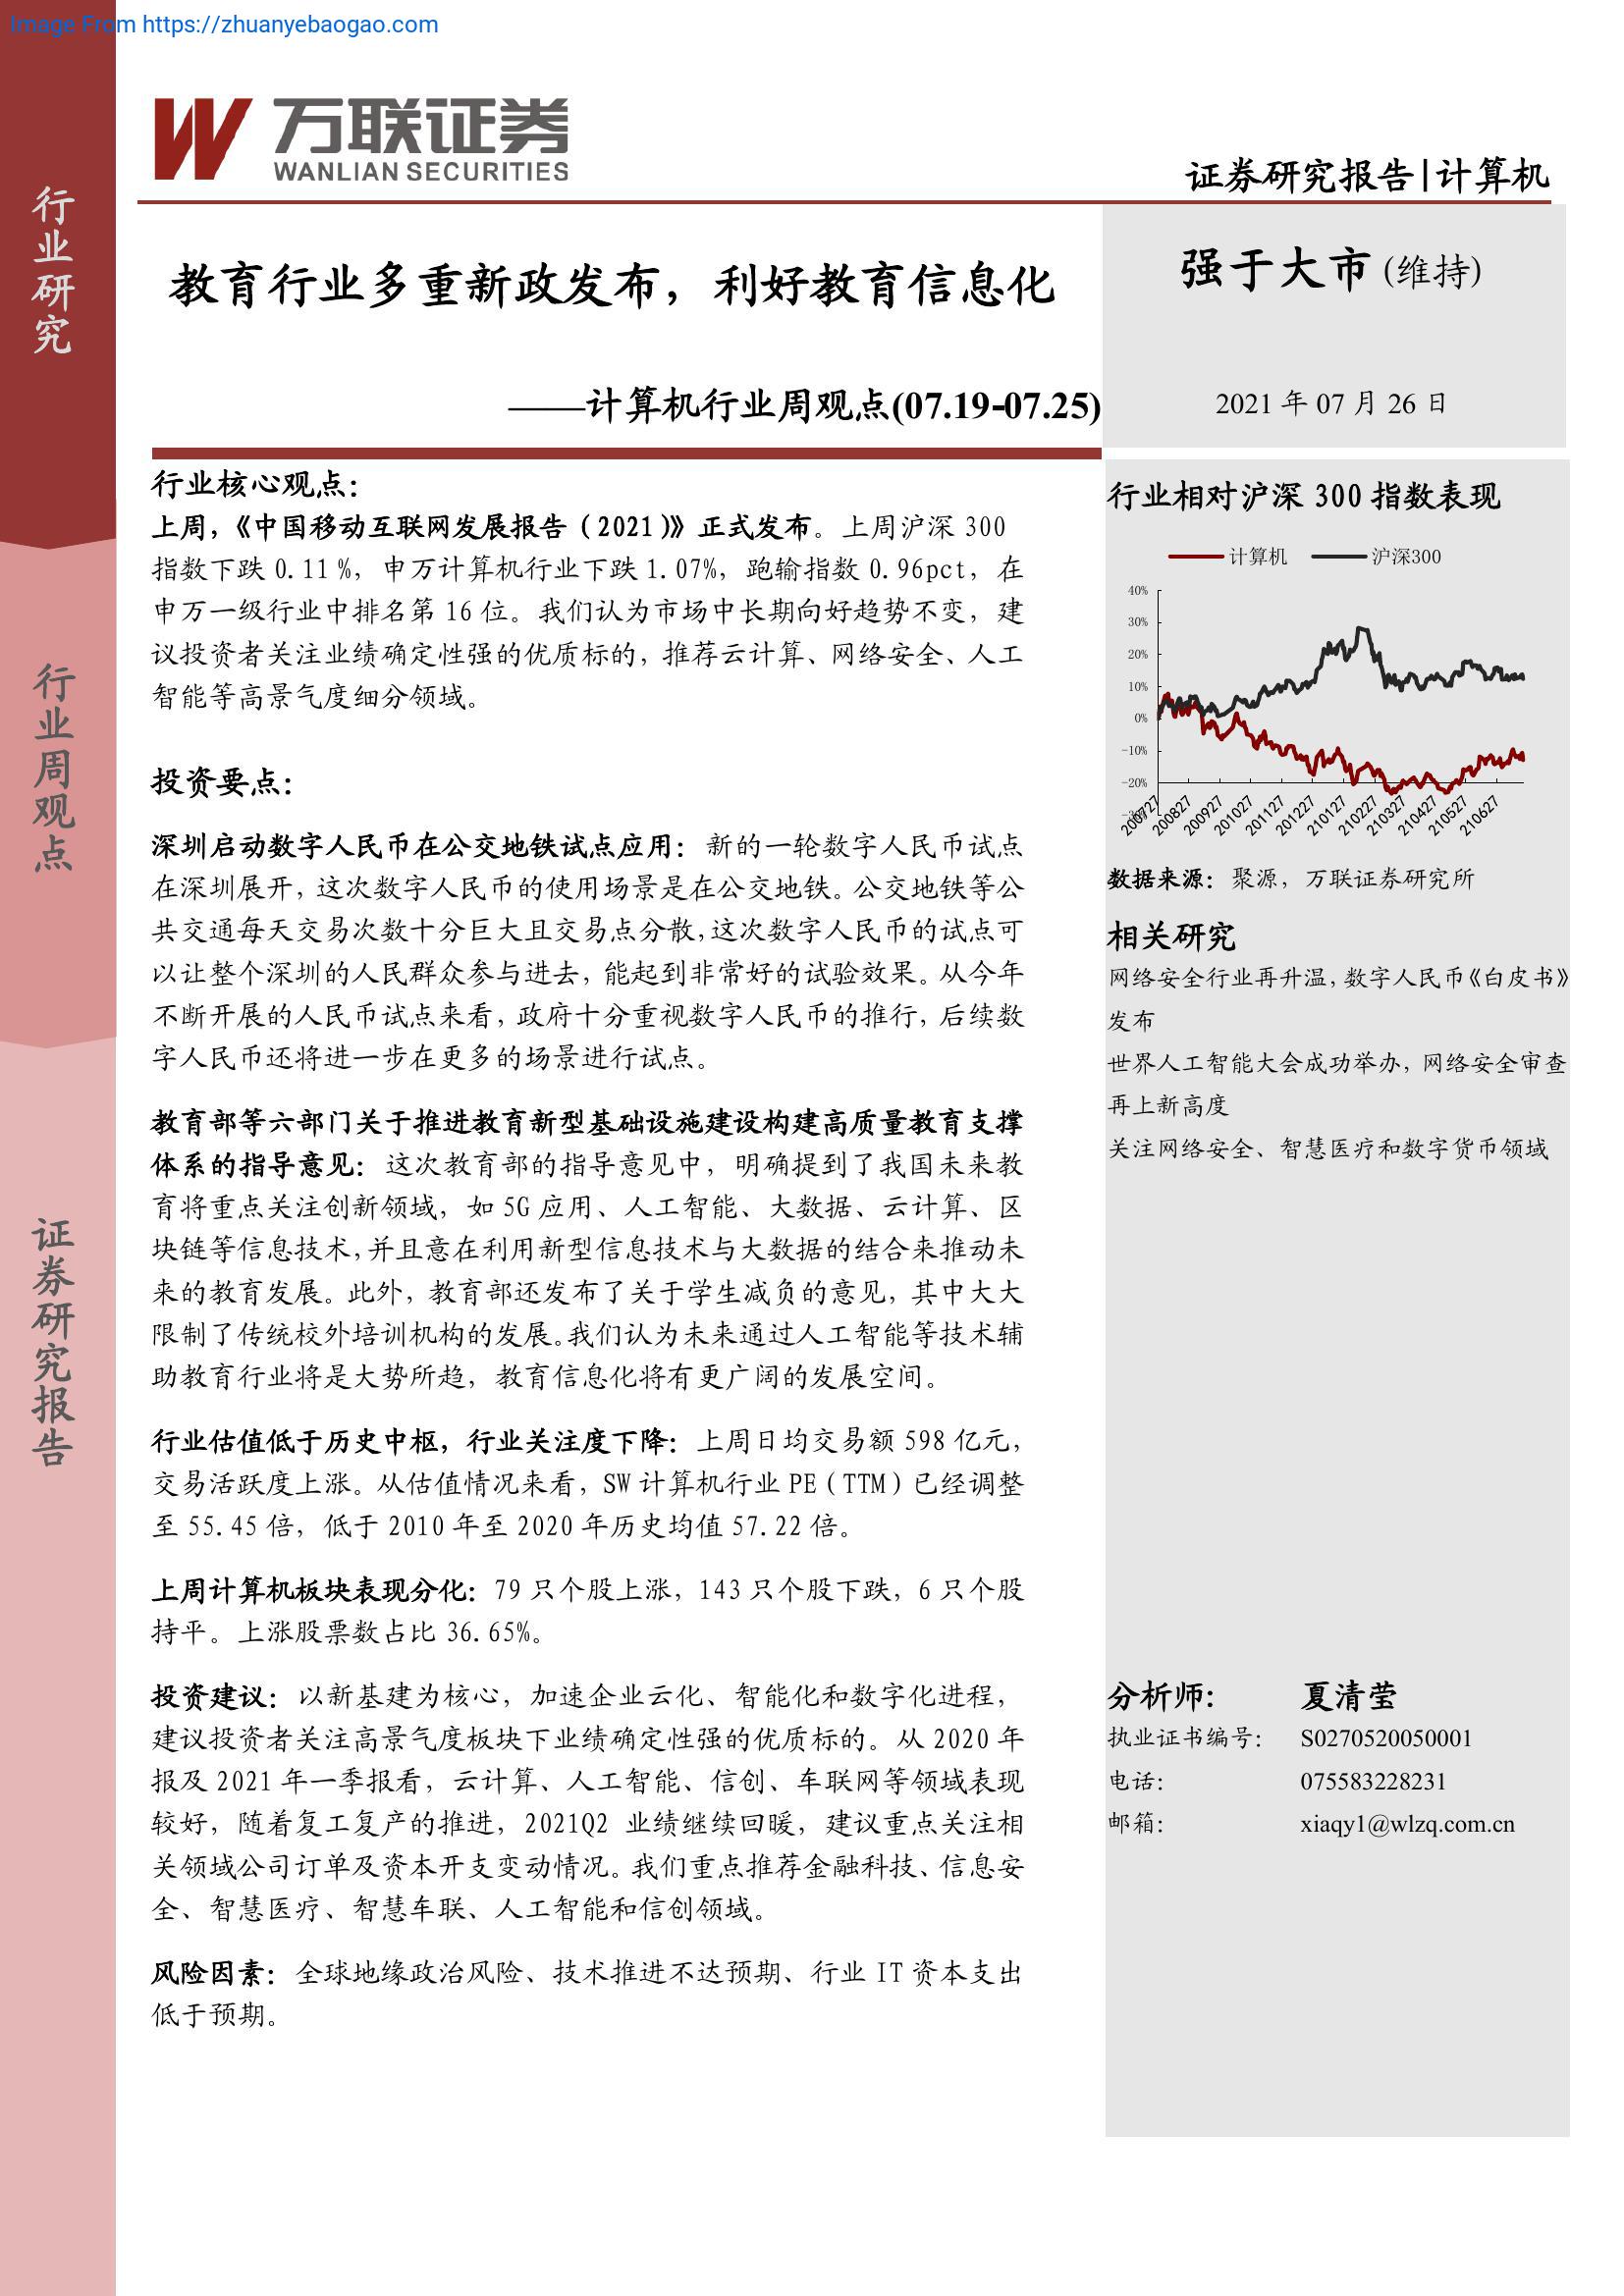 Image From https://zhuanyebaogao.com
万联证券
WANLIAN SECURITIES
证券研究报告|计算机
行业研究
行业周观点
证券研究报告
教育行业多重新政发布，利好教育信息化
——计算机行业周观点(07.19-07.25)
强于大市 (维持)
2021 年 07 月 26 日
行业核心观点：
上周，《中国移动互联网发展报告（2021）》正式发布。上周沪深 300
指数下跌 0.11%，申万计算机行业下跌 1.07%，跑输指数 0.96pct，在
申万一级行业中排名第 16 位。我们认为市场中长期向好趋势不变，建
议投资者关注业绩确定性强的优质标的，推荐云计算、网络安全、人工
智能等高景气度细分领域。
投资要点：
深圳启动数字人民币在公交地铁试点应用：新的一轮数字人民币试点
在深圳展开，这次数字人民币的使用场景是在公交地铁。公交地铁等公
共交通每天交易次数十分巨大且交易点分散，这次数字人民币的试点可
以让整个深圳的人民群众参与进去，能起到非常好的试验效果。从今年
不断开展的人民币试点来看，政府十分重视数字人民币的推行，后续数
字人民币还将进一步在更多的场景进行试点。
教育部等六部门关于推进教育新型基础设施建设构建高质量教育支撑
体系的指导意见：这次教育部的指导意见中，明确提到了我国未来教
育将重点关注创新领域，如 5G 应用、人工智能、大数据、云计算、区
块链等信息技术，并且意在利用新型信息技术与大数据的结合来推动未
来的教育发展。此外，教育部还发布了关于学生减负的意见，其中大大
限制了传统校外培训机构的发展。我们认为未来通过人工智能等技术辅
助教育行业将是大势所趋，教育信息化将有更广阔的发展空间。
行业估值低于历史中枢，行业关注度下降：上周日均交易额 598 亿元，
交易活跃度上涨。从估值情况来看，SW 计算机行业 PE（TTM）已经调整
至 55.45 倍，低于 2010 年至 2020 年历史均值 57.22 倍。
上周计算机板块表现分化：79 只个股上涨，143 只个股下跌，6 只个股
持平。上涨股票数占比 36.65%。
投资建议：以新基建为核心，加速企业云化、智能化和数字化进程，
建议投资者关注高景气度板块下业绩确定性强的优质标的。从 2020 年
报及 2021 年一季报看，云计算、人工智能、信创、车联网等领域表现
较好，随着复工复产的推进，2021Q2 业绩继续回暖，建议重点关注相
关领域公司订单及资本开支变动情况。我们重点推荐金融科技、信息安
全、智慧医疗、智慧车联、人工智能和信创领域。
风险因素：全球地缘政治风险、技术推进不达预期、行业 IT 资本支出
低于预期。
行业相对沪深 300 指数表现
计算机 沪深300
40%
30%
20%
10%
0%
-10%
-20%
200727 200827 200927 201027 201127 201227 210127 210227 210327 210427 210527 210627
数据来源：聚源，万联证券研究所
相关研究
网络安全行业再升温，数字人民币《白皮书》
发布
世界人工智能大会成功举办，网络安全审查
再上新高度
关注网络安全、智慧医疗和数字货币领域
分析师： 夏清莹
执业证书编号： S0270520050001
电话： 075583228231
邮箱： xiaqy1@wlzq.com.cn